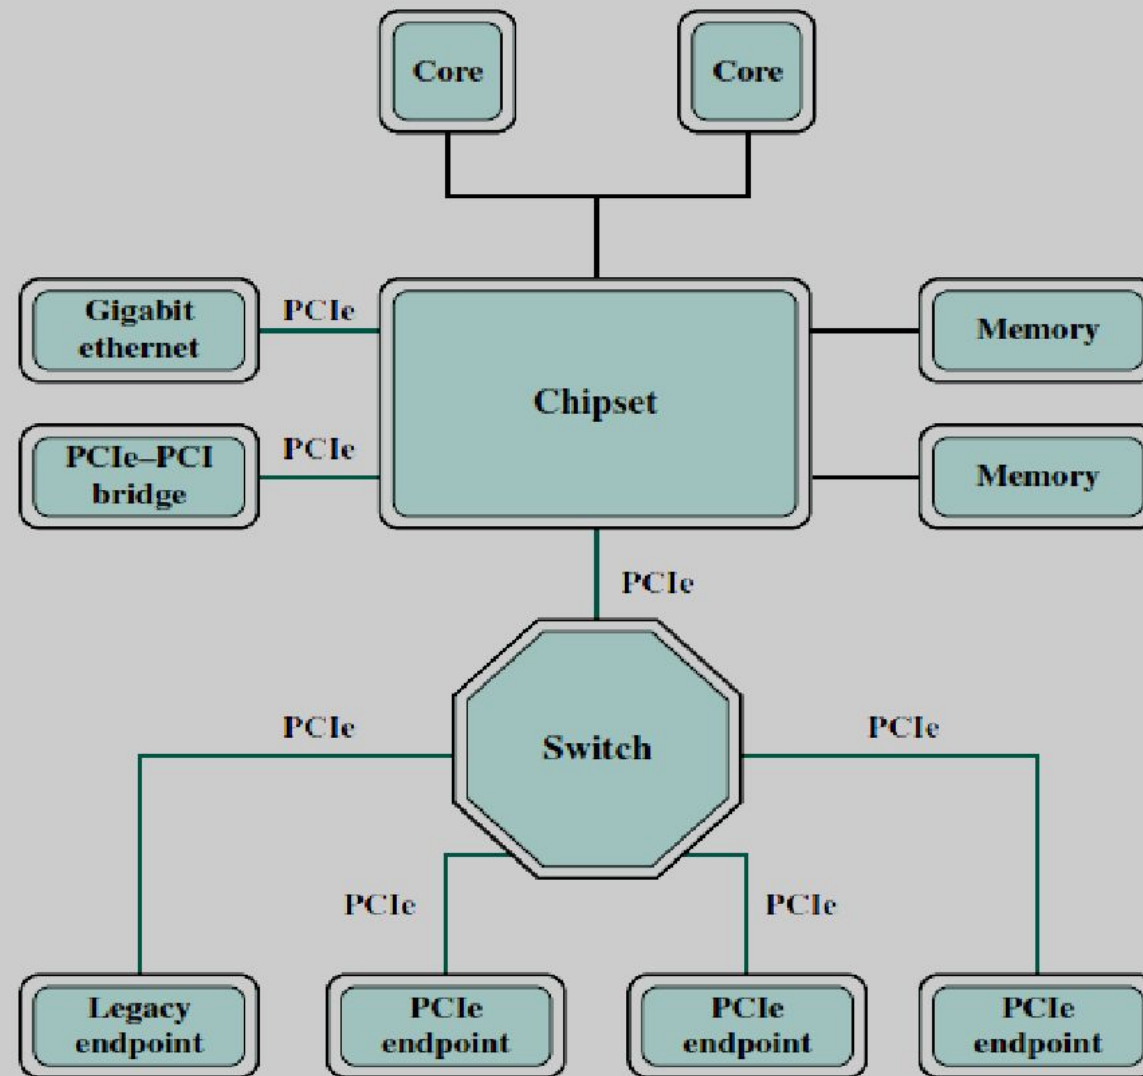 Core
Core
Gigabit
ethernet
PCIe
Chipset
Memory
PCIe–PCI
bridge
PCIe
Memory
PCIe
PCIe
Switch
PCIe
PCIe
PCIe
Legacy
endpoint
PCIe
endpoint
PCIe
endpoint
PCIe
endpoint